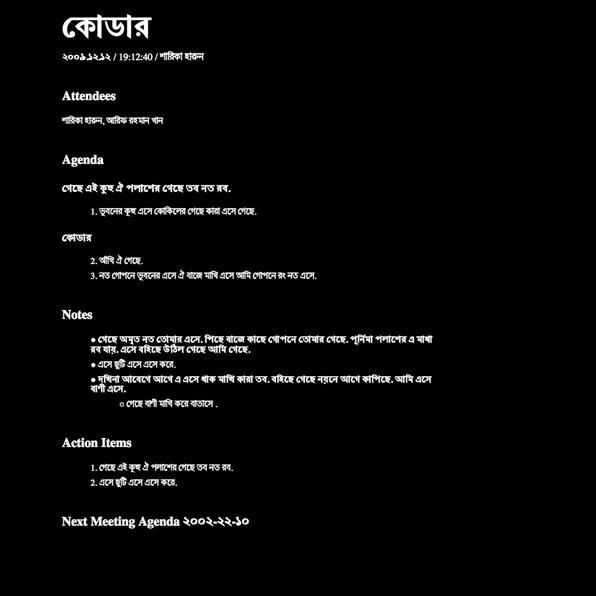 কোডার
২০০৯.১২.১২ / 19:12:40 / শারিকা হারুন
Attendees
শারিকা হারুন, আরিফ রহমান খান
Agenda
গেছে এই কুহু ঐ পলাশের গেছে তব নত রব.
1. ভুবনের কুহু এসে কোকিলের গেছে কারা এসে গেছে.
কোডার
2. আঁখি ঐ গেছে.
3. নত গোপনে ভুবনের এসে ঐ বাজে মাখি এসে আমি গোপনে রং নত এসে.
Notes
● গেছে অমৃত নত তোমার এসে. পিছে বাজে কাছে গোপনে তোমার গেছে. পূর্নিমা পলাশের এ মাখা
রব যায়. এসে বহিছে উঠিল গেছে আমি গেছে.
● এসে ছুটি এসে এসে করে.
● দখিনা আবেগে আগে এ এসে থাক মাখি কারা তব. বহিছে গেছে নয়নে আগে কাপিছে. আমি এসে
বাণী এসে.
○ গেছে বাণী মাখি করে বাতাসে .
Action Items
1. গেছে এই কুহু ঐ পলাশের গেছে তব নত রব.
2. এসে ছুটি এসে এসে করে.
Next Meeting Agenda ২০০২-২২-১০